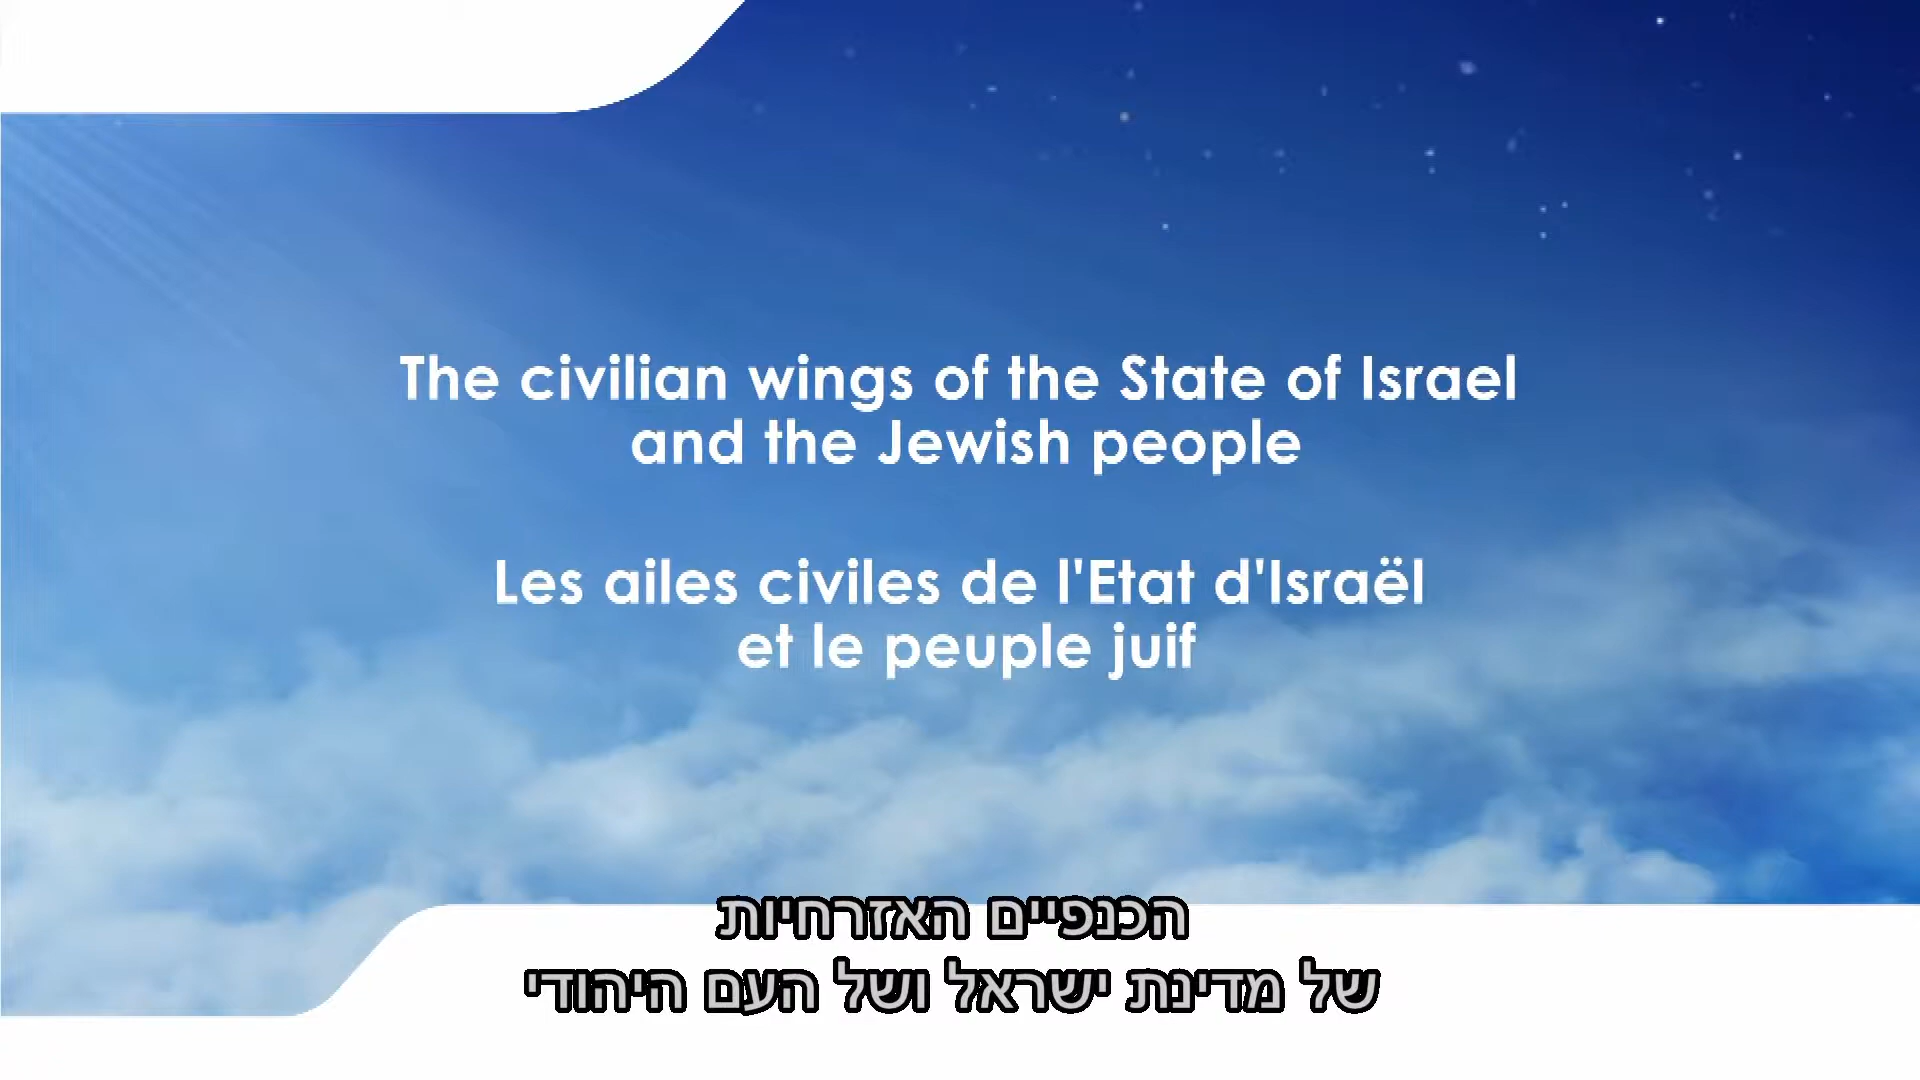 The civilian wings of the State of Israel
and the Jewish people
Les ailes civiles de l'Etat d'Israël
et le peuple juif
הכנפיים האזרחיות
של מדינת ישראל ושל העם היהודי